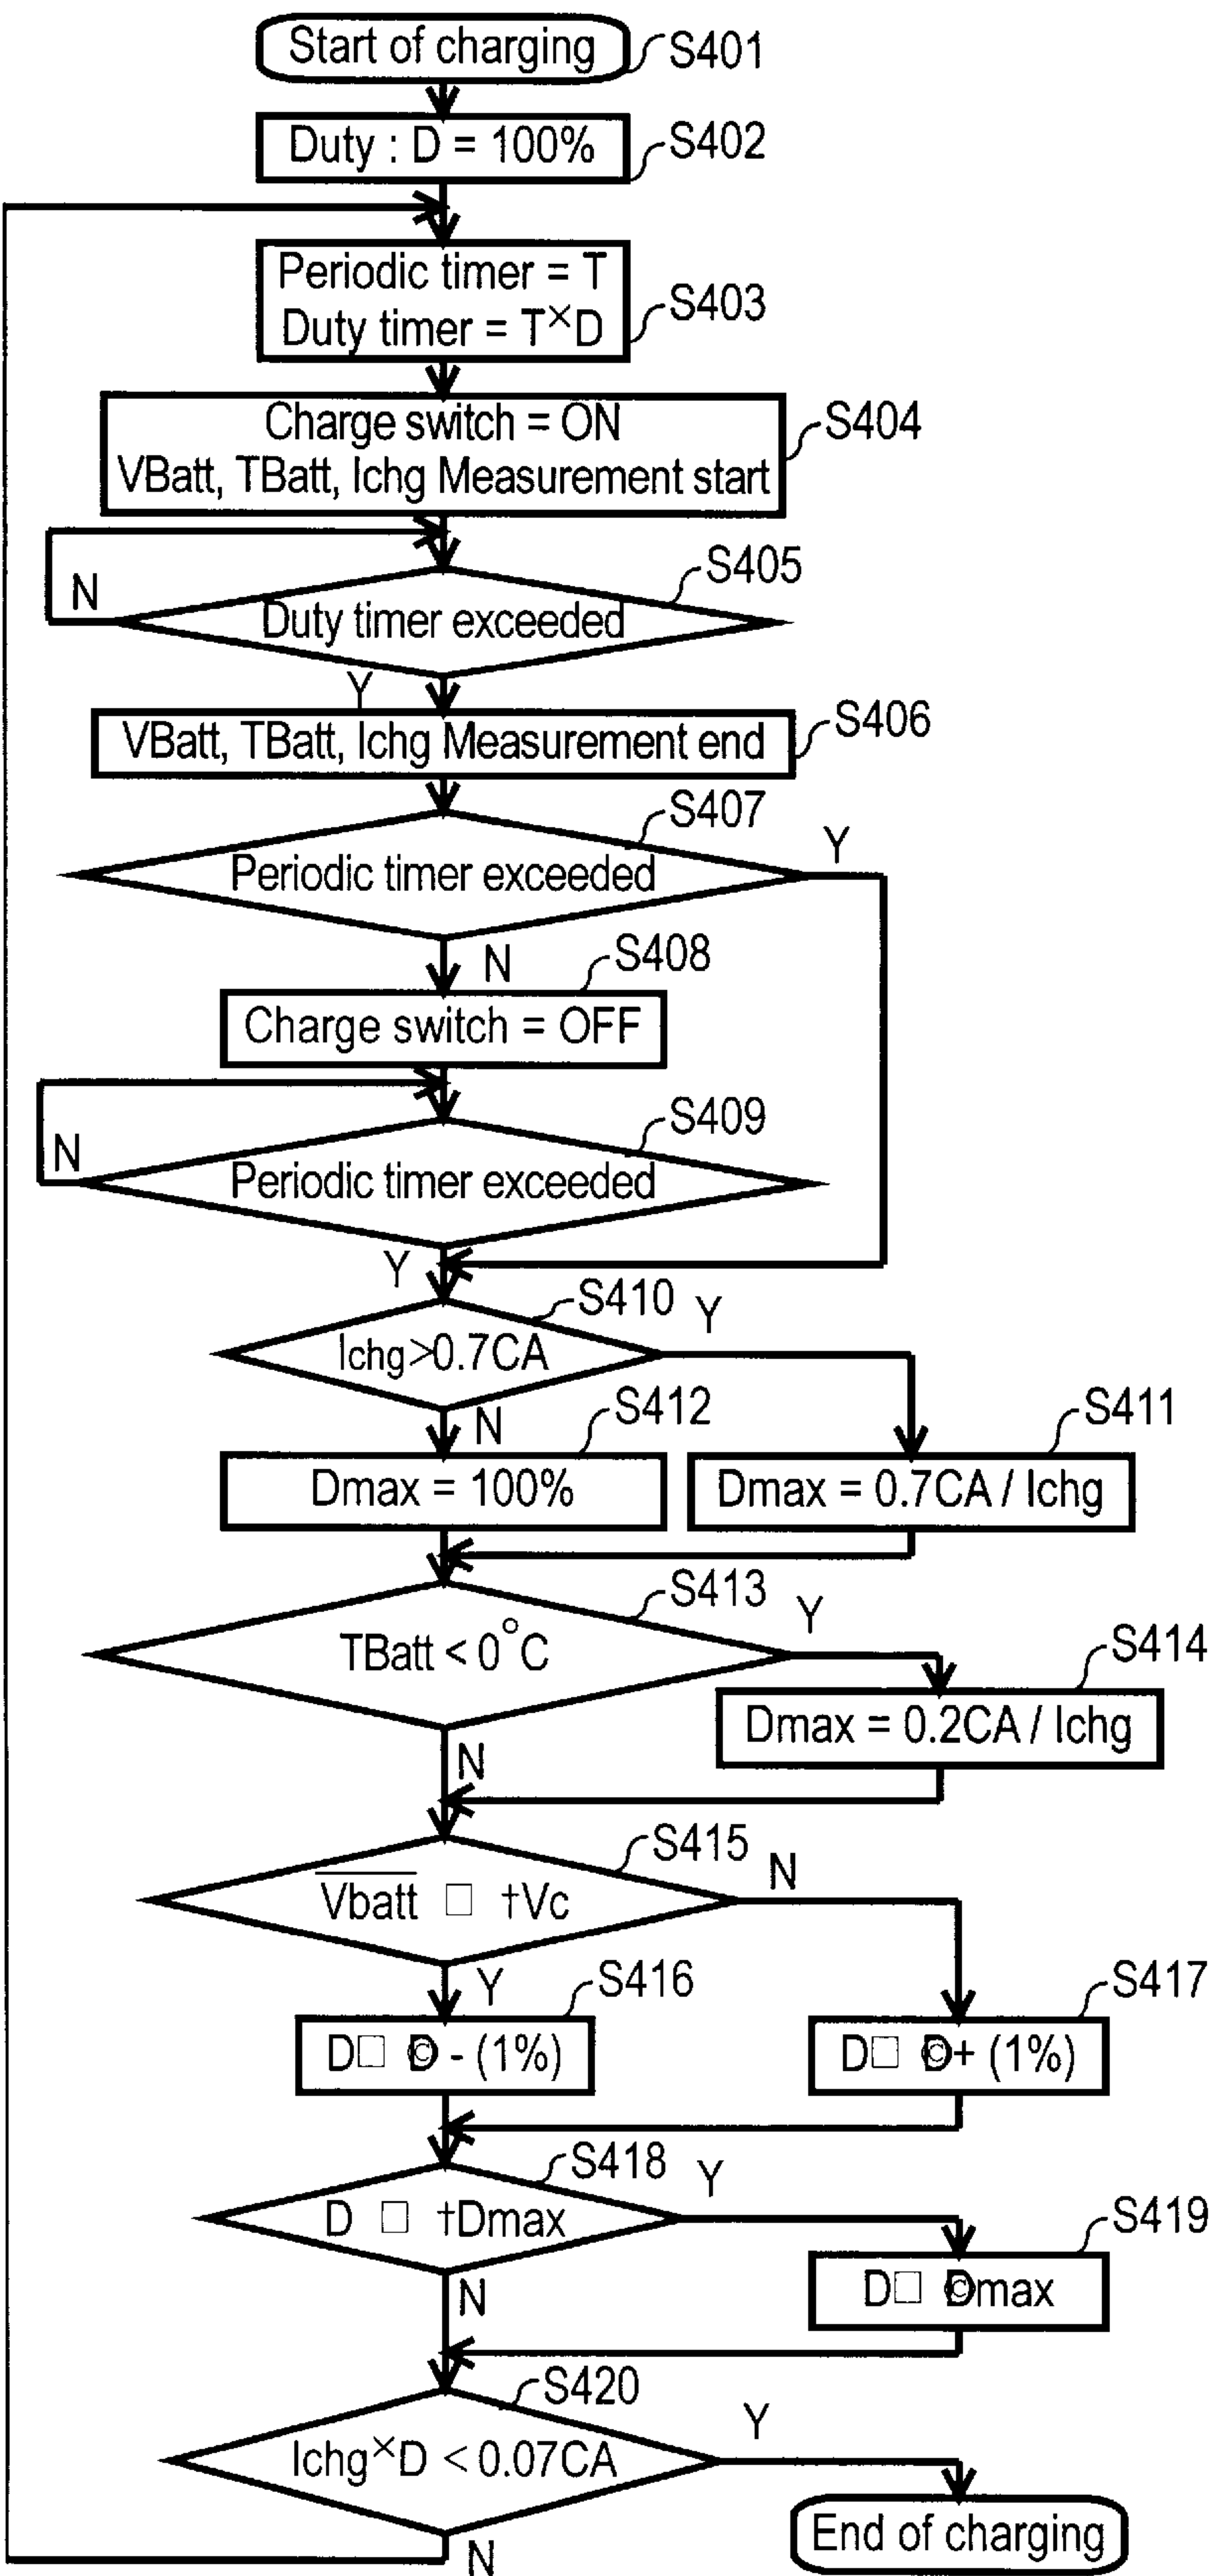 Start of charging
S401
Duty : D = 100%
S402
Periodic timer = T
Duty timer = T×D
S403
Charge switch = ON
VBatt, TBatt, Ichg Measurement start
S404
S405
N
Duty timer exceeded
Y
VBatt, TBatt, Ichg Measurement end
S406
S407
Y
Periodic timer exceeded
N
S408
Charge switch = OFF
S409
N
Periodic timer exceeded
Y
S410
Y
Ichg>0.7CA
N
S412
S411
Dmax = 100%
Dmax = 0.7CA / Ichg
S413
Y
TBatt < 0°C
S414
Dmax = 0.2CA / Ichg
N
S415
N
Vbatt □ †Vc
Y
S416
S417
D□ ©D - (1%)
D□ ©D+ (1%)
S418
Y
D □ †Dmax
S419
N
D□ ©Dmax
S420
Y
Ichg×D < 0.07CA
End of charging
N